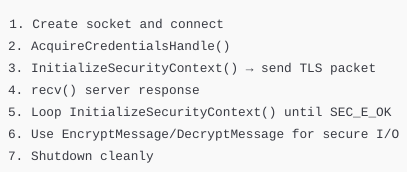 1. Create socket and connect
2. AcquireCredentialsHandle()
3. InitializeSecurityContext() → send TLS packet
4. recv() server response
5. Loop InitializeSecurityContext() until SEC_E_OK
6. Use EncryptMessage/DecryptMessage for secure I/O
7. Shutdown cleanly